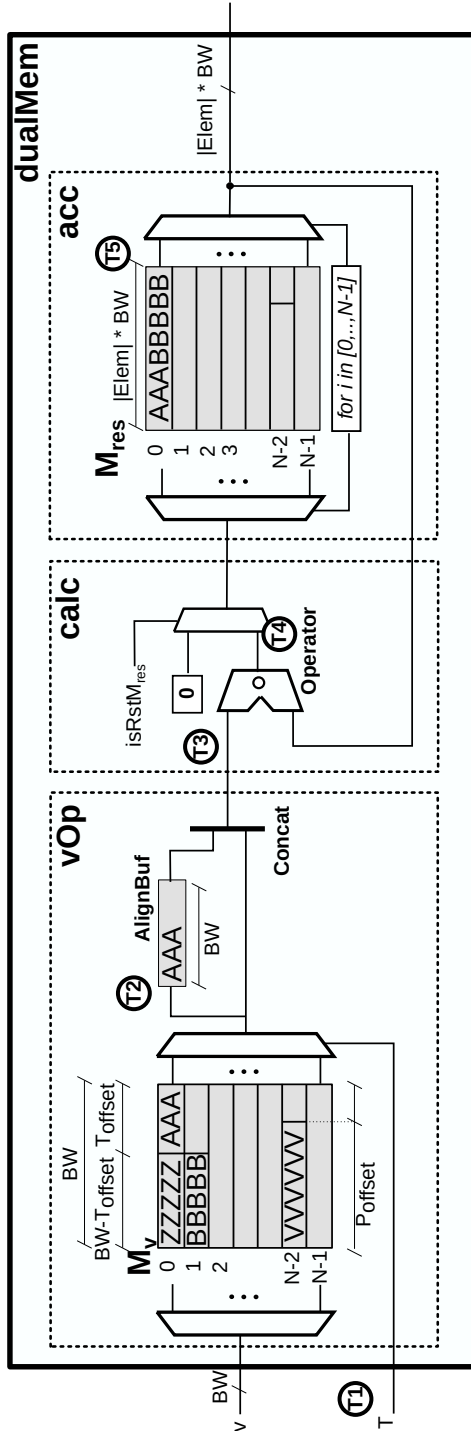 dualMem
vOp
calc
acc
v
BW
T
T1
M_v
BW
BW-T_offset
T_offset
0
1
2
N-2
N-1
ZZZZZ
AAA
BBBBB
VVVVVV
P_offset
T2
AlignBuf
AAA
BW
Concat
T3
isRstM_res
0
Operator
T4
M_res
|Elem| * BW
T5
0
1
2
3
N-2
N-1
AAABBBBB
for i in [0,..,N-1]
|Elem| * BW